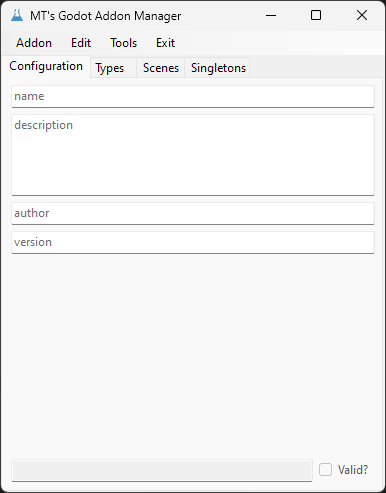 MT's Godot Addon Manager
Addon Edit Tools Exit
Configuration Types Scenes Singletons
name
description
author
version
Valid?